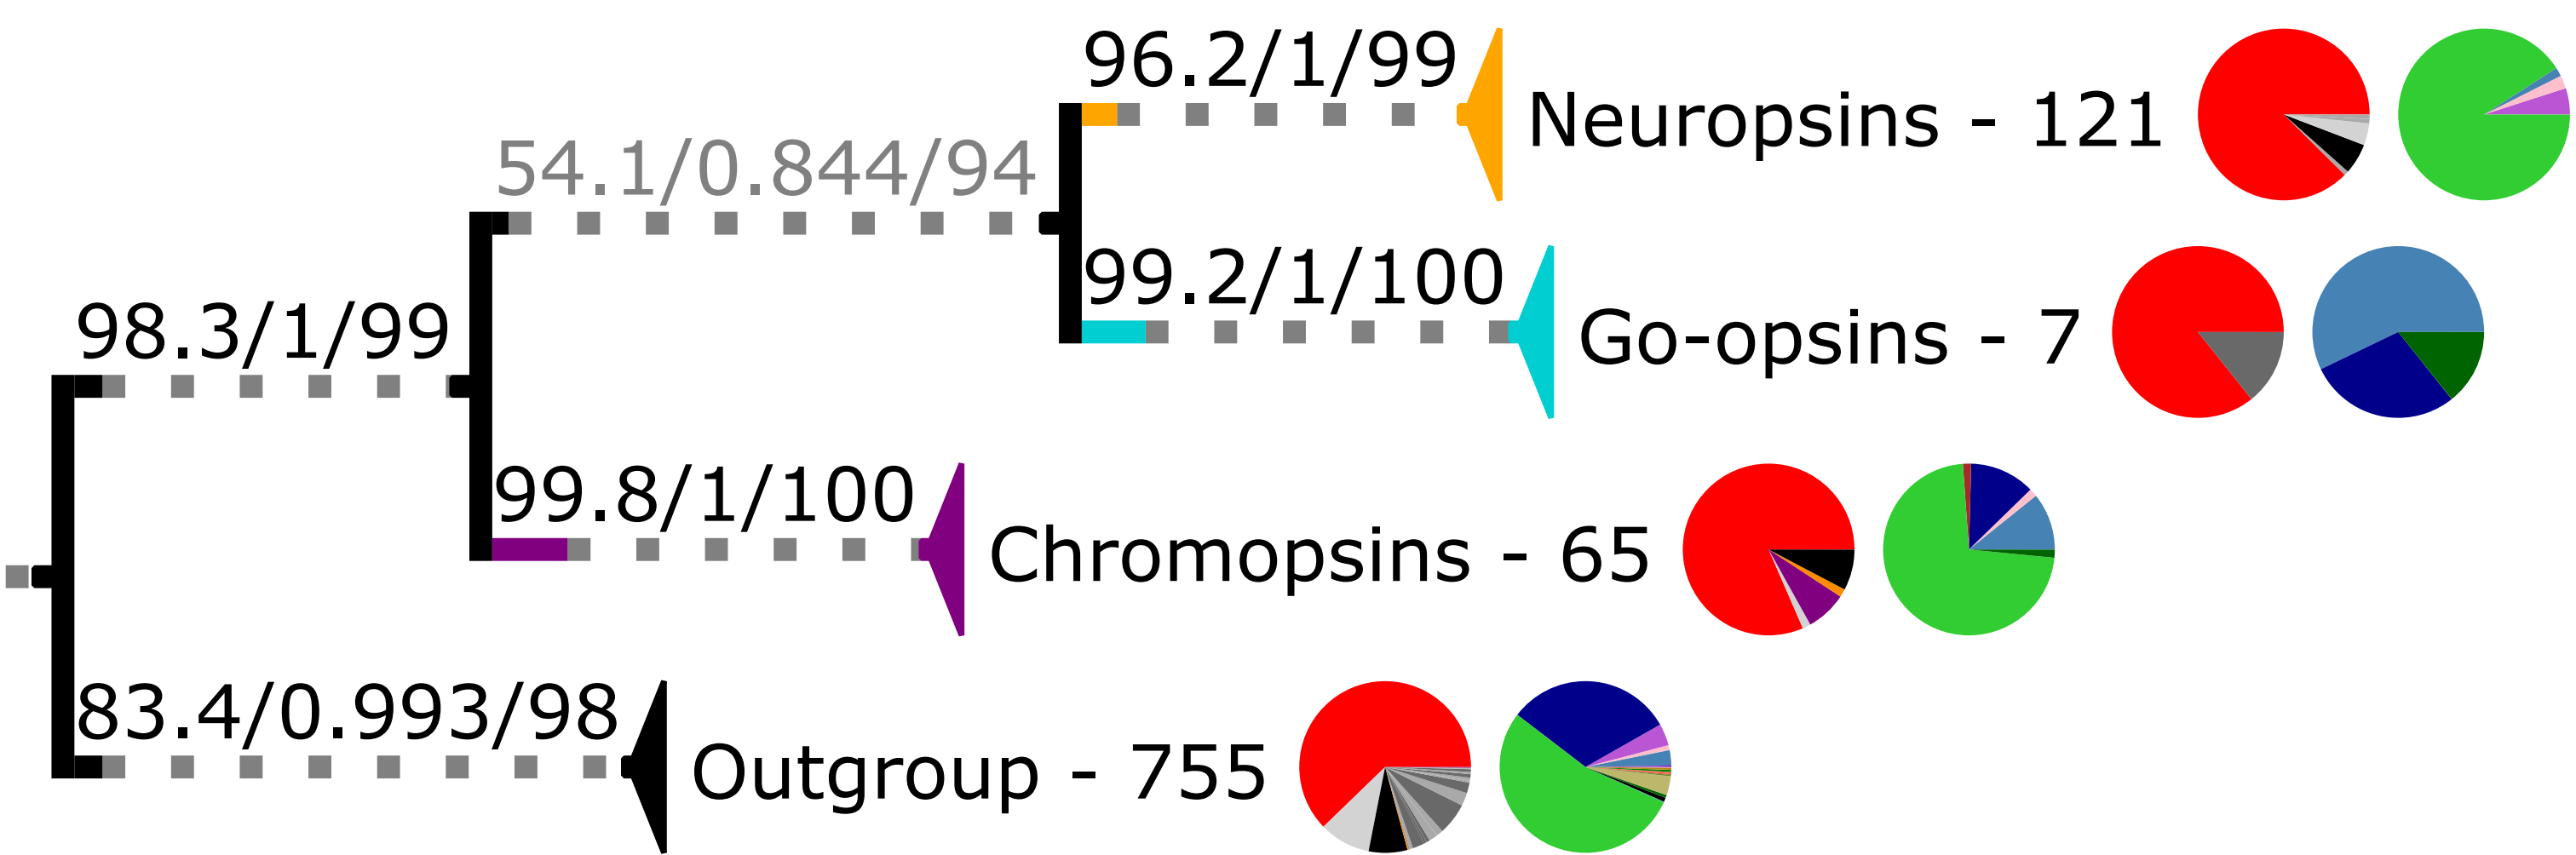 96.2/1/99
Neuropsins - 121
54.1/0.844/94
99.2/1/100
Go-opsins - 7
98.3/1/99
99.8/1/100
Chromopsins - 65
83.4/0.993/98
Outgroup - 755